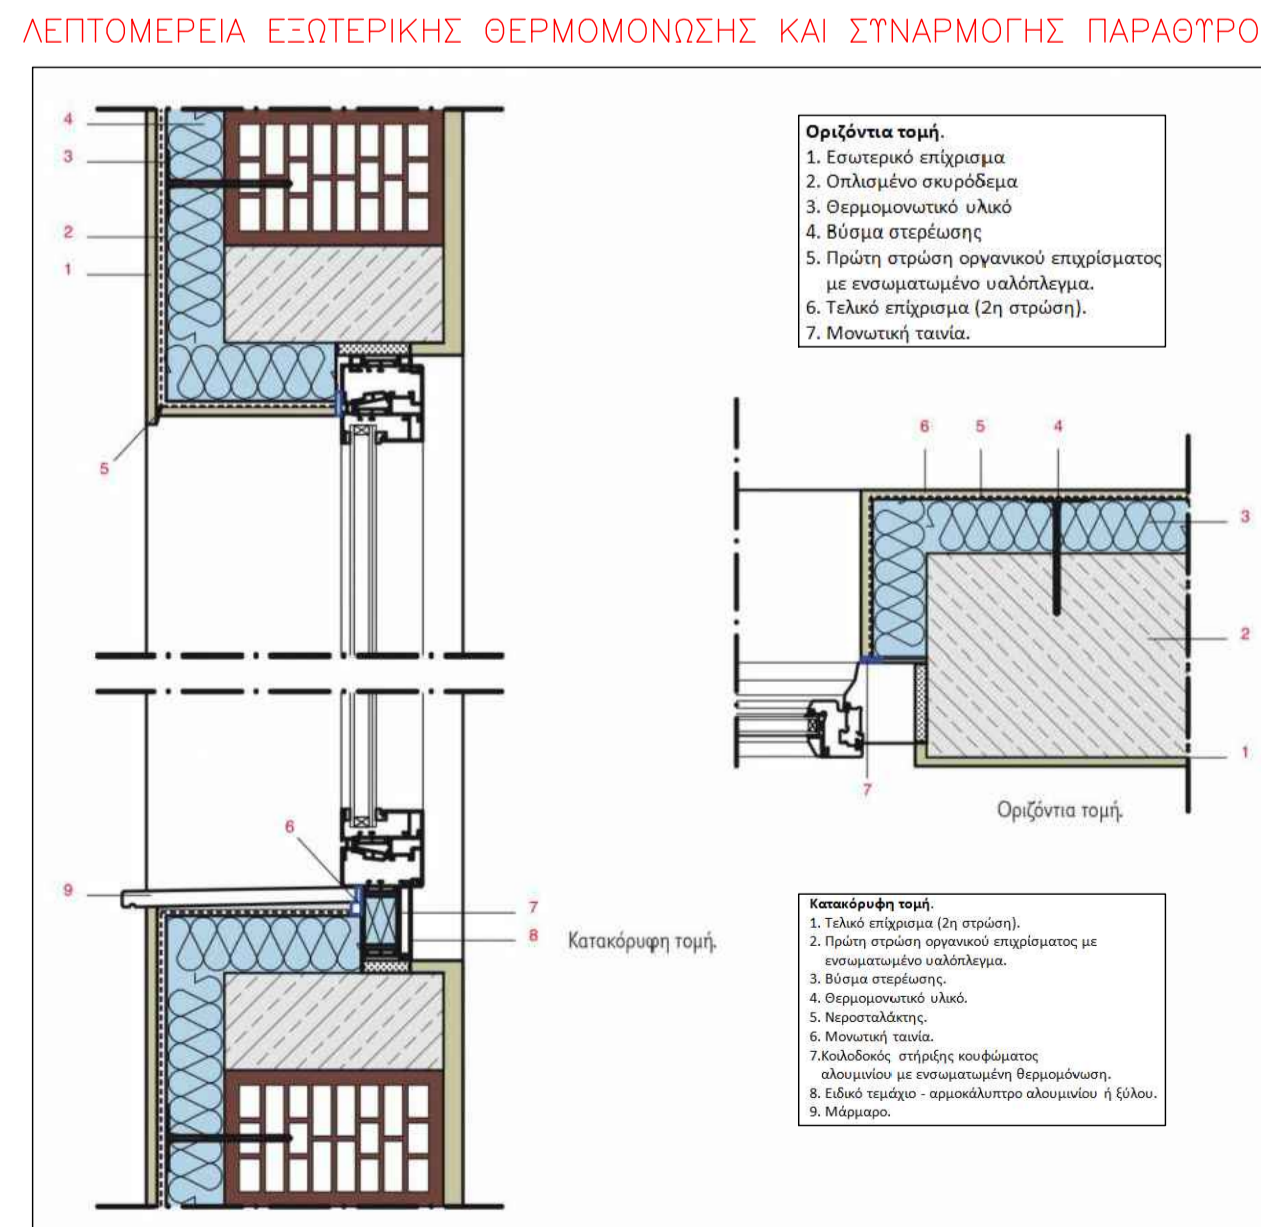 ΛΕΠΤΟΜΕΡΕΙΑ ΕΞΩΤΕΡΙΚΗΣ ΘΕΡΜΟΜΟΝΩΣΗΣ ΚΑΙ ΣΥΝΑΡΜΟΓΗΣ ΠΑΡΑΘΥΡΟ
4
3
2
1
5
Οριζόντια τομή.
1. Εσωτερικό επίχρισμα
2. Οπλισμένο σκυρόδεμα
3. Θερμομονωτικό υλικό
4. Βύσμα στερέωσης
5. Πρώτη στρώση οργανικού επιχρίσματος
με ενσωματωμένο υαλόπλεγμα.
6. Τελικό επίχρισμα (2η στρώση).
7. Μονωτική ταινία.
6 5 4
3
2
1
7
Οριζόντια τομή.
6
9
7
8
Κατακόρυφη τομή.
Κατακόρυφη τομή.
1. Τελικό επίχρισμα (2η στρώση).
2. Πρώτη στρώση οργανικού επιχρίσματος με
ενσωματωμένο υαλόπλεγμα.
3. Βύσμα στερέωσης.
4. Θερμομονωτικό υλικό.
5. Νεροσταλάκτης.
6. Μονωτική ταινία.
7.Κοιλοδοκός στήριξης κουφώματος
αλουμινίου με ενσωματωμένη θερμομόνωση.
8. Ειδικό τεμάχιο - αρμοκάλυπτρο αλουμινίου ή ξύλου.
9. Μάρμαρο.